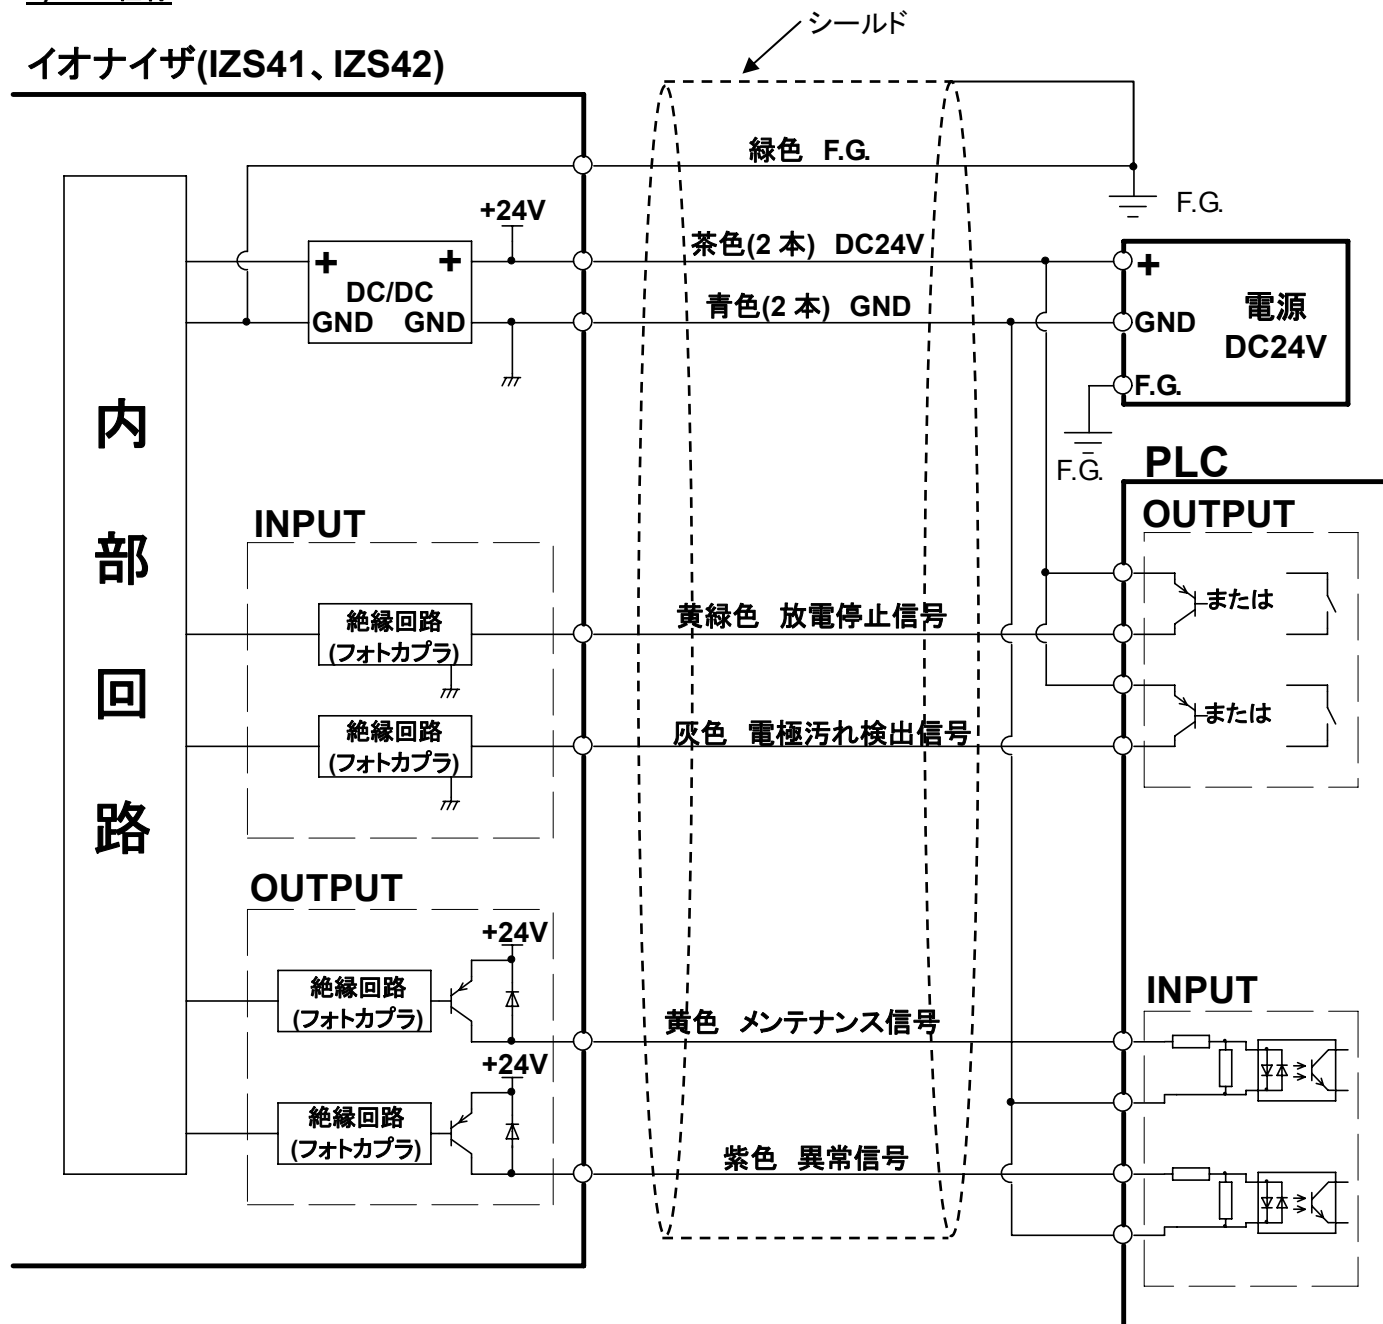 シールド
イオナイザ(IZS41、IZS42)
緑色 F.G.
F.G.
+24V
茶色(2 本) DC24V
+ +
DC/DC
GND GND
青色(2 本) GND
+
GND
F.G.
電源
DC24V
F.G.
内部回路
PLC
OUTPUT
または
または
INPUT
絶縁回路
(フォトカプラ)
黄緑色 放電停止信号
絶縁回路
(フォトカプラ)
灰色 電極汚れ検出信号
OUTPUT
+24V
絶縁回路
(フォトカプラ)
黄色 メンテナンス信号
+24V
絶縁回路
(フォトカプラ)
紫色 異常信号
INPUT